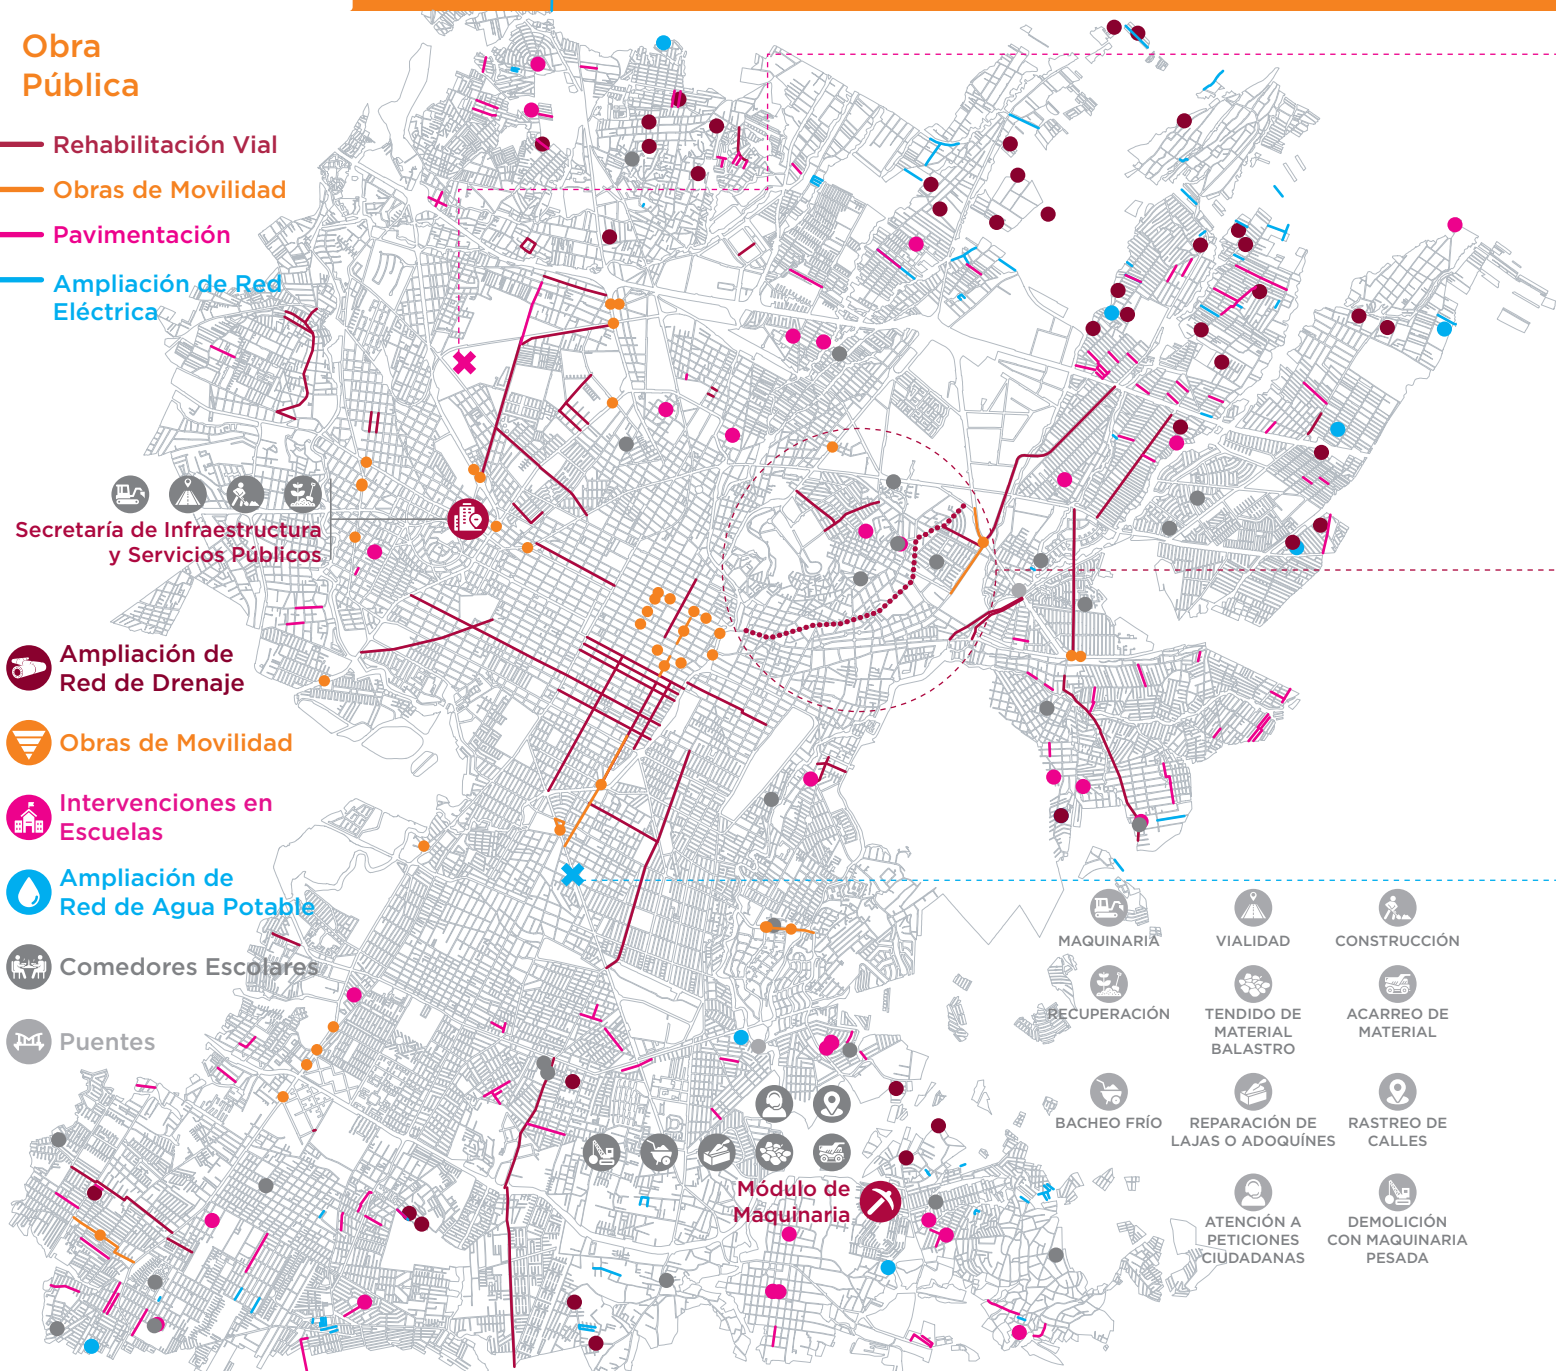 Obra
Pública
Rehabilitación Vial
Obras de Movilidad
Pavimentación
Ampliación de Red
Eléctrica
Secretaría de Infraestructura
y Servicios Públicos
Ampliación de
Red de Drenaje
Obras de Movilidad
Intervenciones en
Escuelas
Ampliación de
Red de Agua Potable
Comedores Escolares
Puentes
Módulo de
Maquinaria
MAQUINARIA
VIALIDAD
CONSTRUCCIÓN
RECUPERACIÓN
TENDIDO DE
MATERIAL
BALASTRO
ACARREO DE
MATERIAL
BACHEO FRÍO
REPARACIÓN DE
LAJAS O ADOQUÍNES
RASTREO DE
CALLES
ATENCIÓN A
PETICIONES
CIUDADANAS
DEMOLICIÓN
CON MAQUINARIA
PESADA